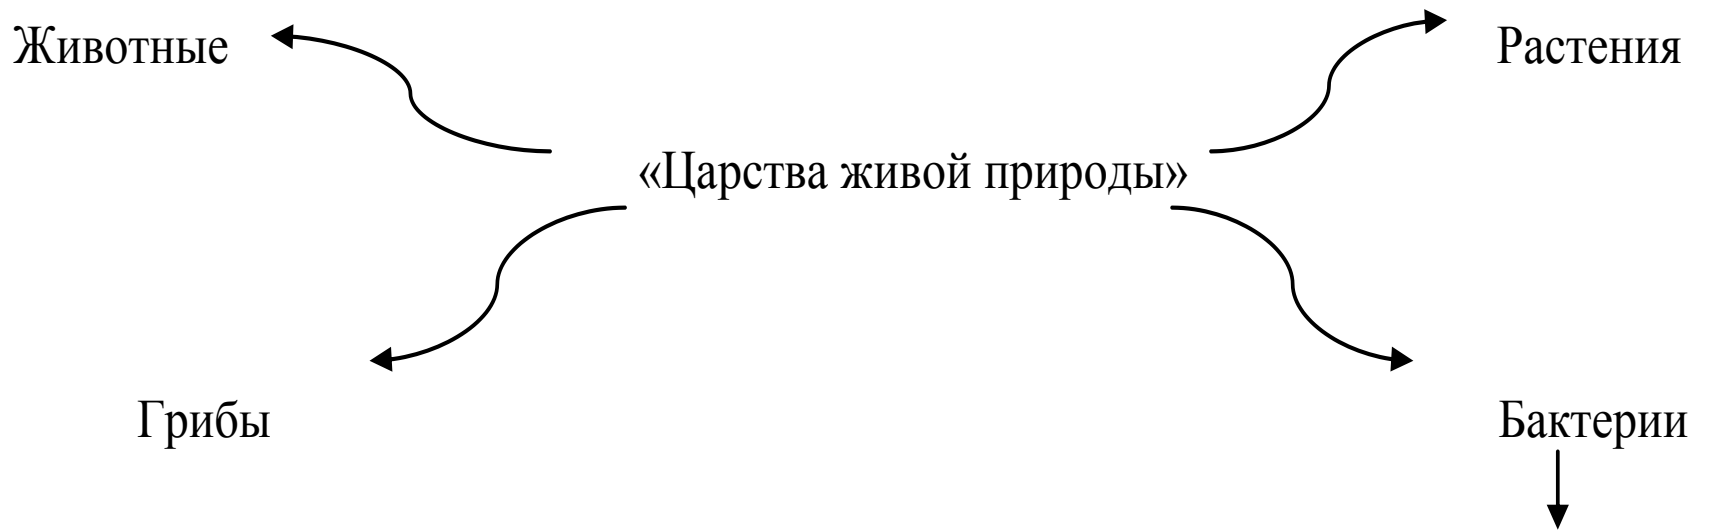 Животные
Растения
«Царства живой природы»
Грибы
Бактерии